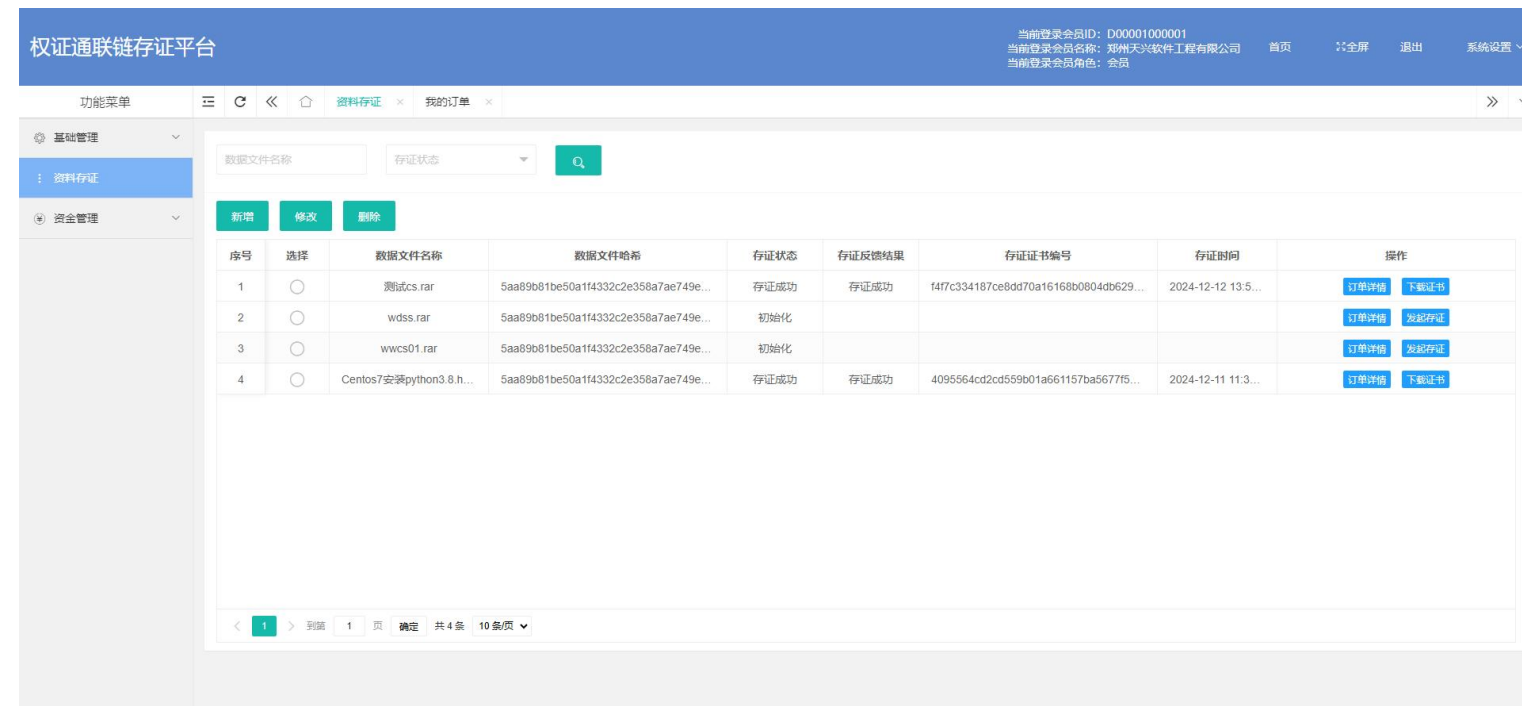 权证通联链存证平台
当前登录会员ID：D00001000001
当前登录会员名称：郑州天兴软件工程有限公司
当前登录会员角色：会员
首页 全屏 退出 系统设置
功能菜单
资料存证 × 我的订单 ×
基础管理
资料存证
资金管理
数据文件名称 存证状态
新增 修改 删除
序号 选择 数据文件名称 数据文件哈希 存证状态 存证反馈结果 存证证书编号 存证时间 操作
1 测试cs.rar 5aa89b81be50a1f4332c2e358a7ae749e... 存证成功 存证成功 f4f7c334187ce8dd70a16168b0804db629... 2024-12-12 13:5... 订单详情 下载证书
2 wdss.rar 5aa89b81be50a1f4332c2e358a7ae749e... 初始化 订单详情 发起存证
3 wwcs01.rar 5aa89b81be50a1f4332c2e358a7ae749e... 初始化 订单详情 发起存证
4 Centos7安装python3.8.h... 5aa89b81be50a1f4332c2e358a7ae749e... 存证成功 存证成功 4095564cd2cd559b01a661157ba5677f5... 2024-12-11 11:3... 订单详情 下载证书
1 到第 1 页 确定 共 4 条 10 条/页